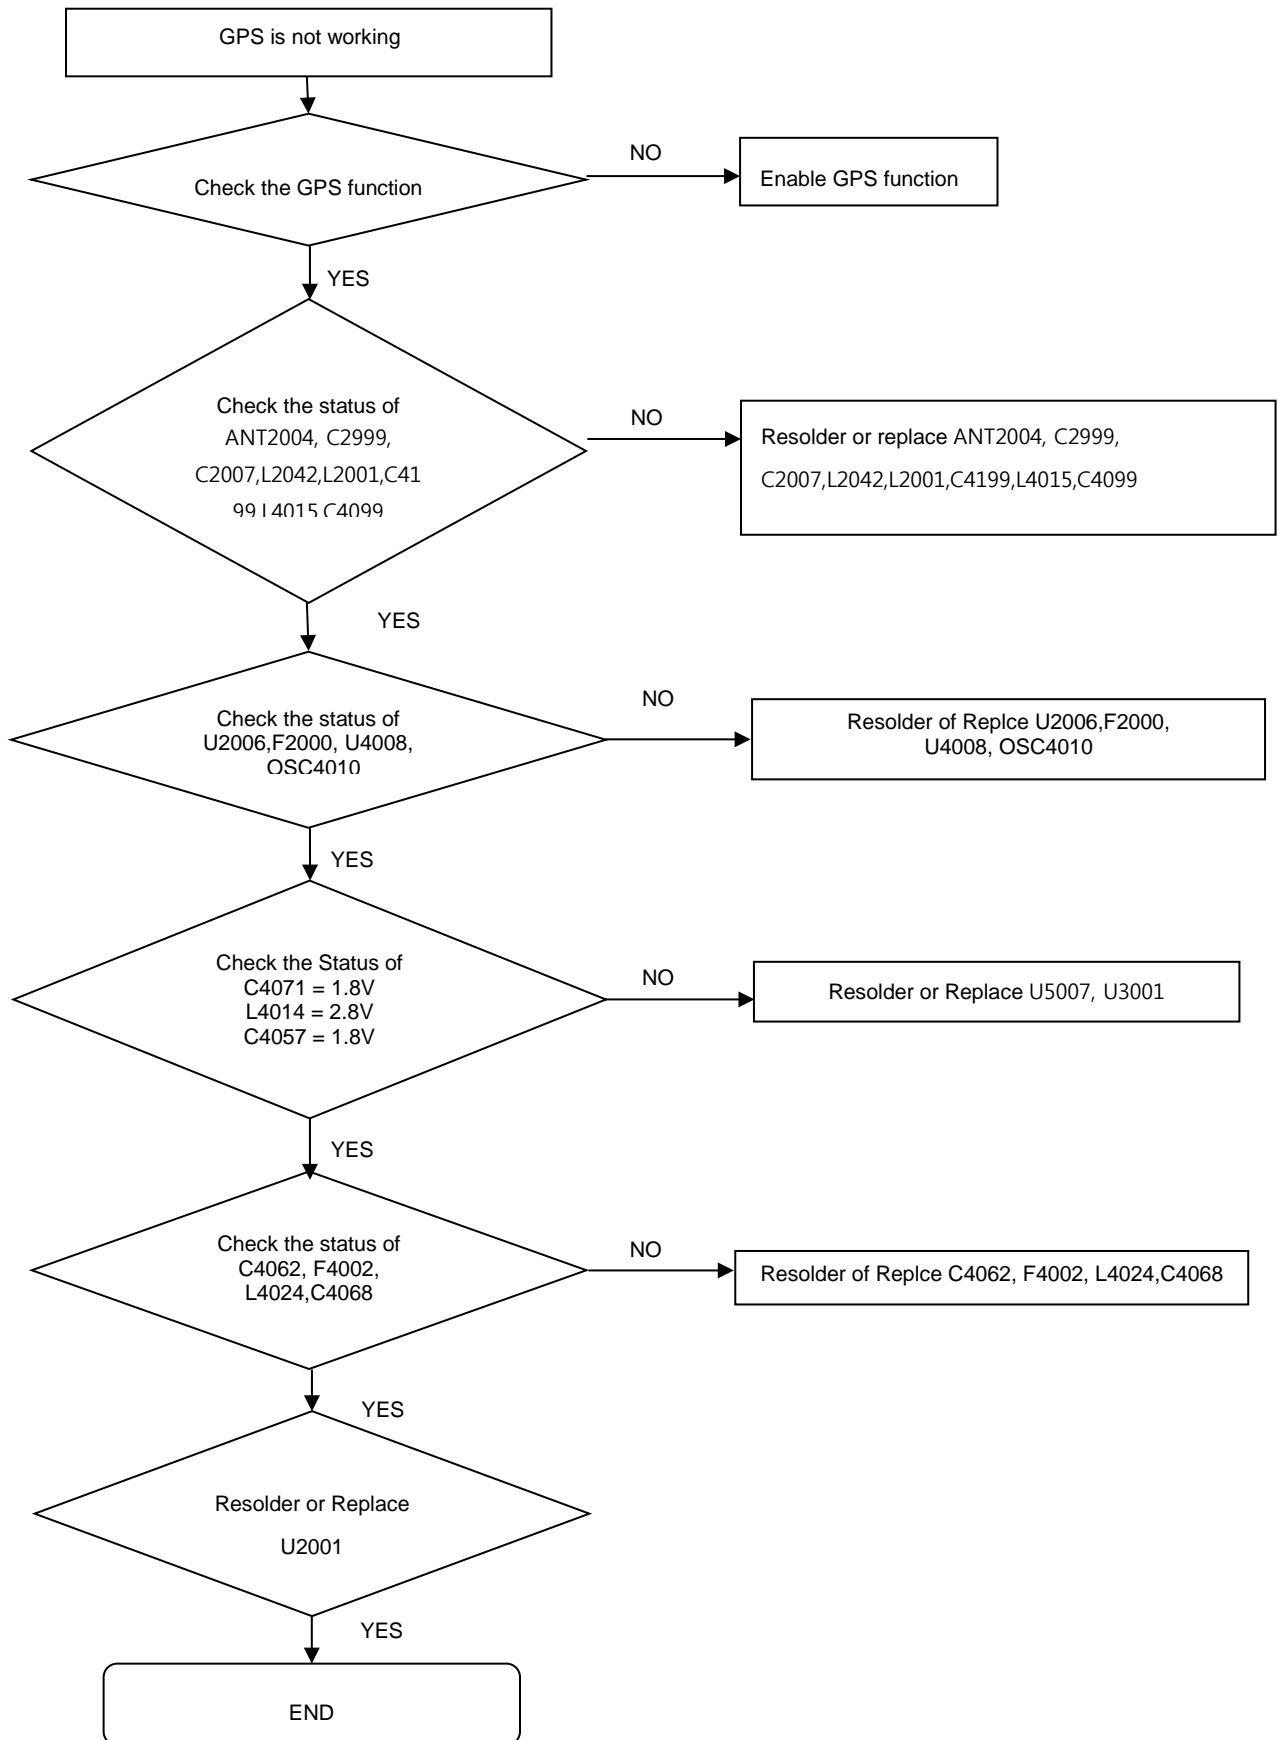 GPS is not working
Check the GPS function
NO
Enable GPS function
YES
Check the status of
ANT2004, C2999,
C2007,L2042,L2001,C41
99,L4015,C4099
NO
Resolder or replace ANT2004, C2999,
C2007,L2042,L2001,C4199,L4015,C4099
YES
Check the status of
U2006,F2000, U4008,
OSC4010
NO
Resolder of Replce U2006,F2000,
U4008, OSC4010
YES
Check the Status of
C4071 = 1.8V
L4014 = 2.8V
C4057 = 1.8V
NO
Resolder or Replace U5007, U3001
YES
Check the status of
C4062, F4002,
L4024,C4068
NO
Resolder of Replce C4062, F4002, L4024,C4068
YES
Resolder or Replace
U2001
YES
END